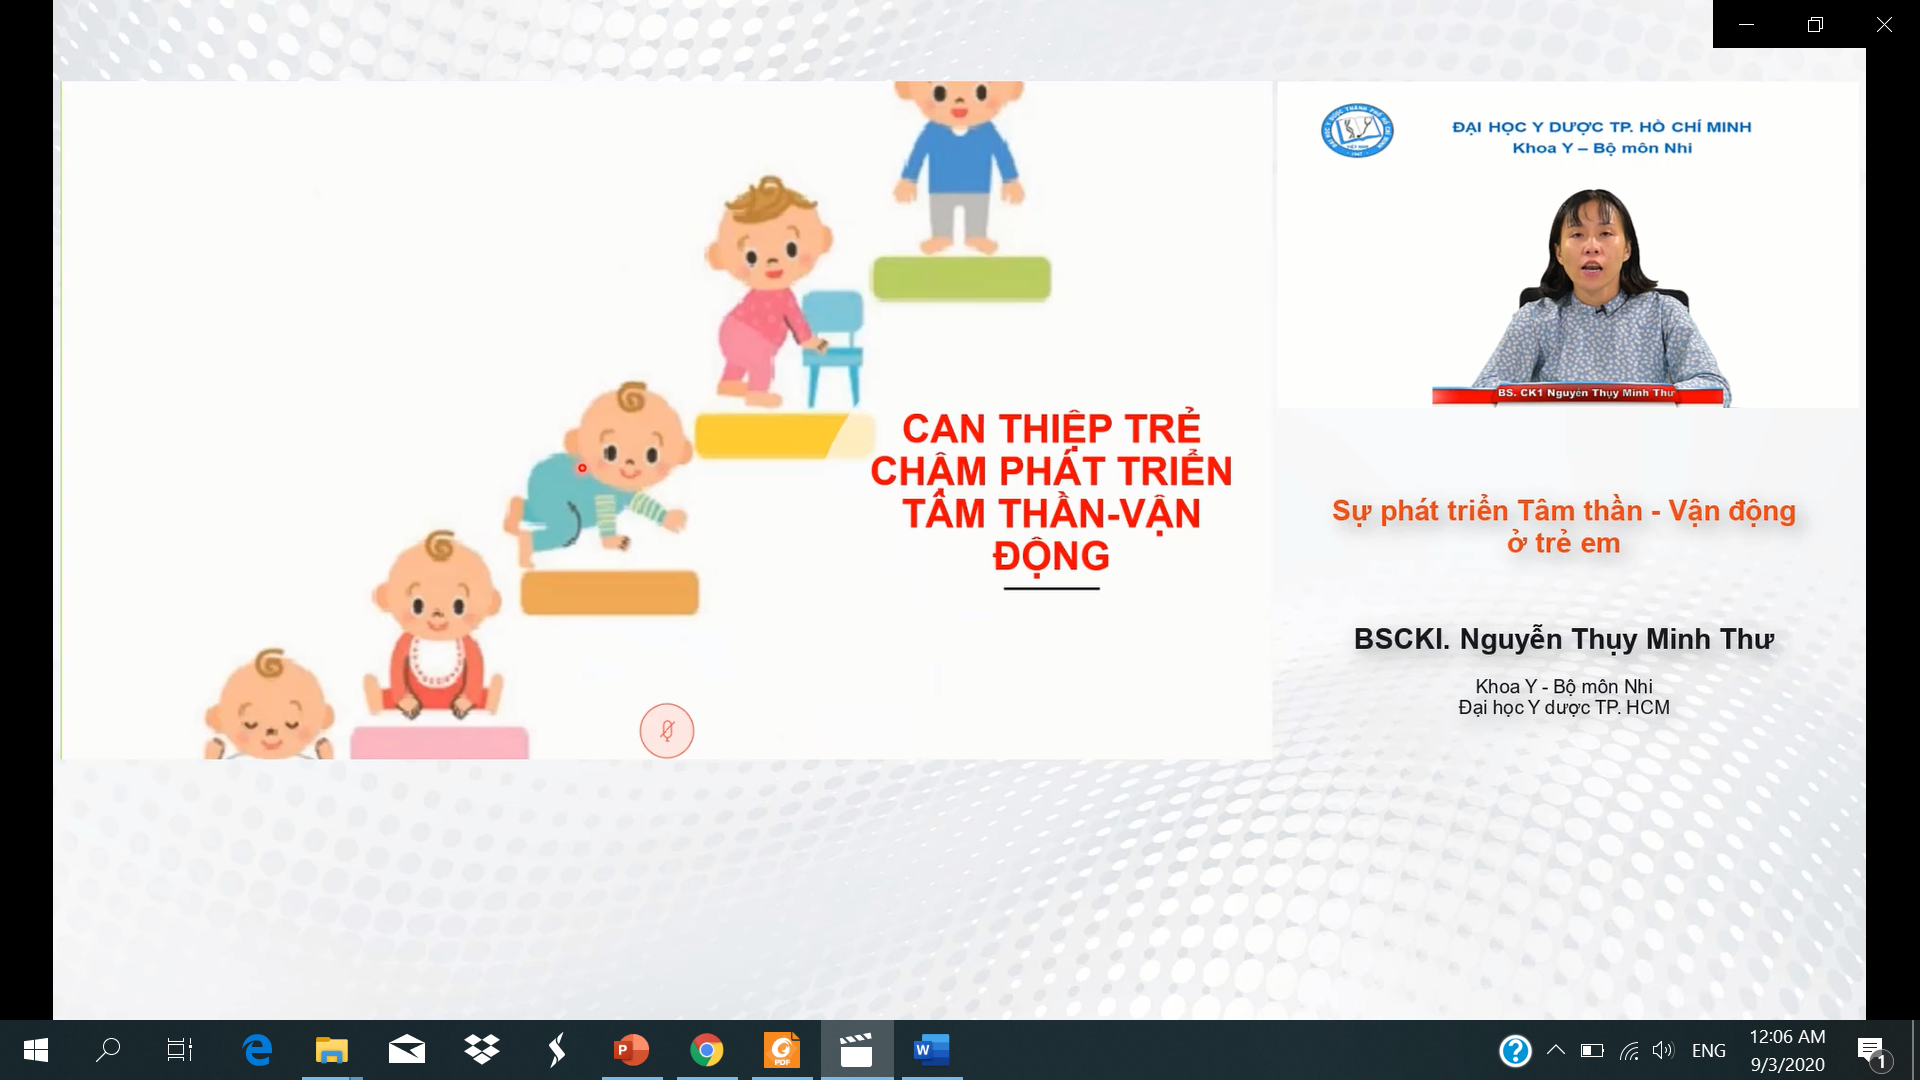 CAN THIỆP TRẺ
CHẬM PHÁT TRIỂN
TÂM THẦN-VẬN
ĐỘNG
ĐẠI HỌC Y DƯỢC TP. HỒ CHÍ MINH
Khoa Y – Bộ môn Nhi
BS. CK1 Nguyễn Thụy Minh Thư
Sự phát triển Tâm thần - Vận động
ở trẻ em
BSCKI. Nguyễn Thụy Minh Thư
Khoa Y - Bộ môn Nhi
Đại học Y dược TP. HCM
ENG
12:06 AM
9/3/2020
1